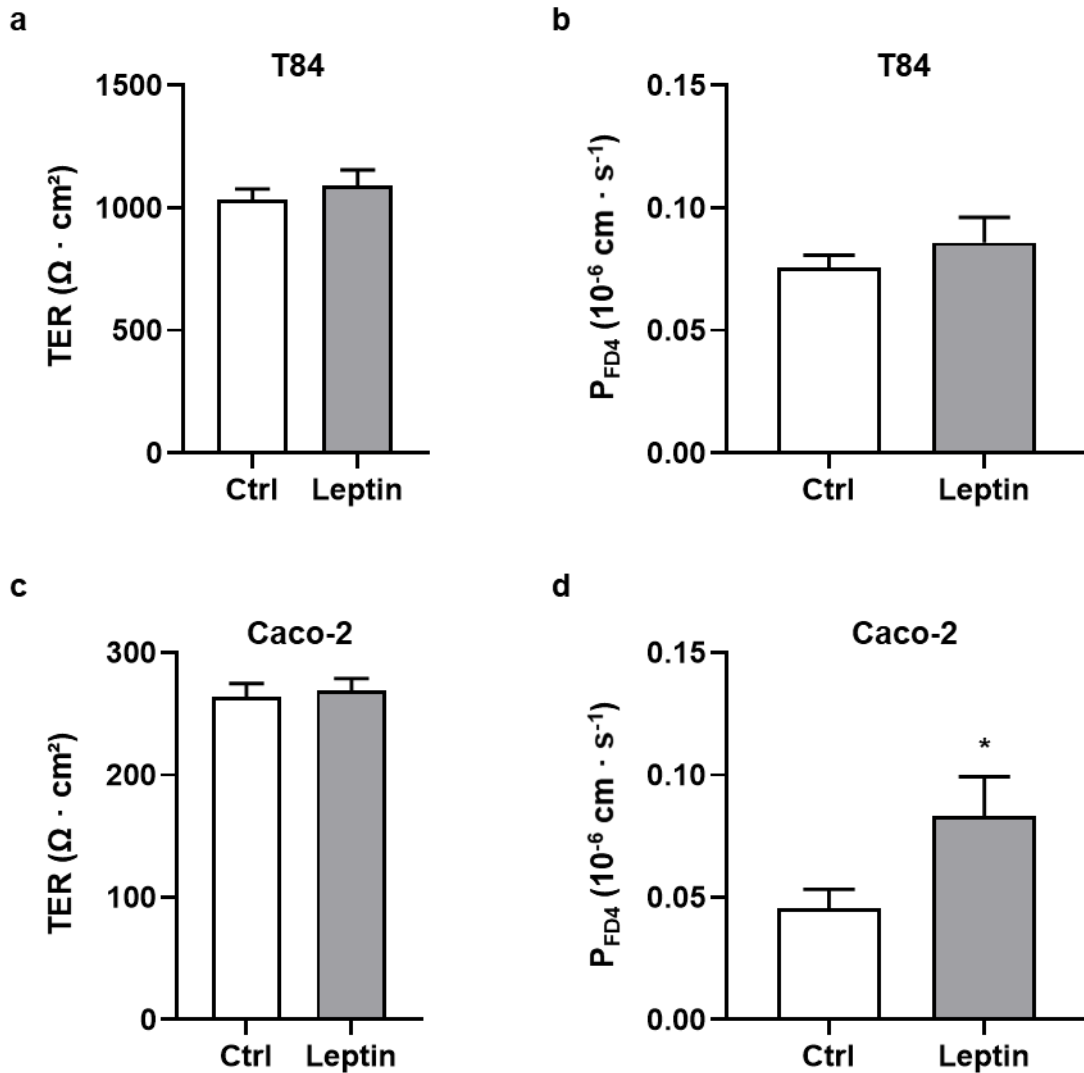 a
T84
TER (Ω · cm²)
1500
1000
500
0
Ctrl Leptin
b
T84
P_FD4 (10⁻⁶ cm · s⁻¹)
0.15
0.10
0.05
0.00
Ctrl Leptin
c
Caco-2
TER (Ω · cm²)
300
200
100
0
Ctrl Leptin
d
Caco-2
P_FD4 (10⁻⁶ cm · s⁻¹)
0.15
0.10
0.05
0.00
*
Ctrl Leptin